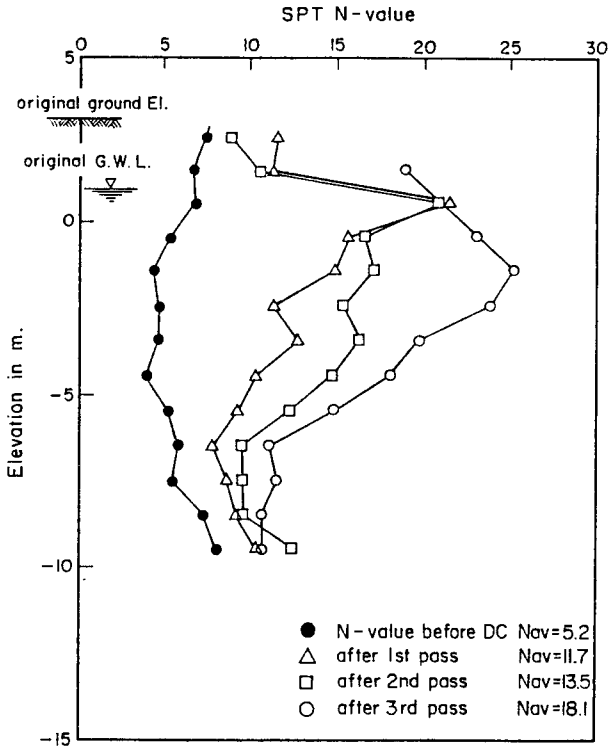 SPT N-value
0 5 10 15 20 25 30
5
original ground El.
original G.W.L.
0
-5
-10
-15
Elevation in m.
N-value before DC Nav=5.2
after 1st pass Nav=11.7
after 2nd pass Nav=13.5
after 3rd pass Nav=18.1